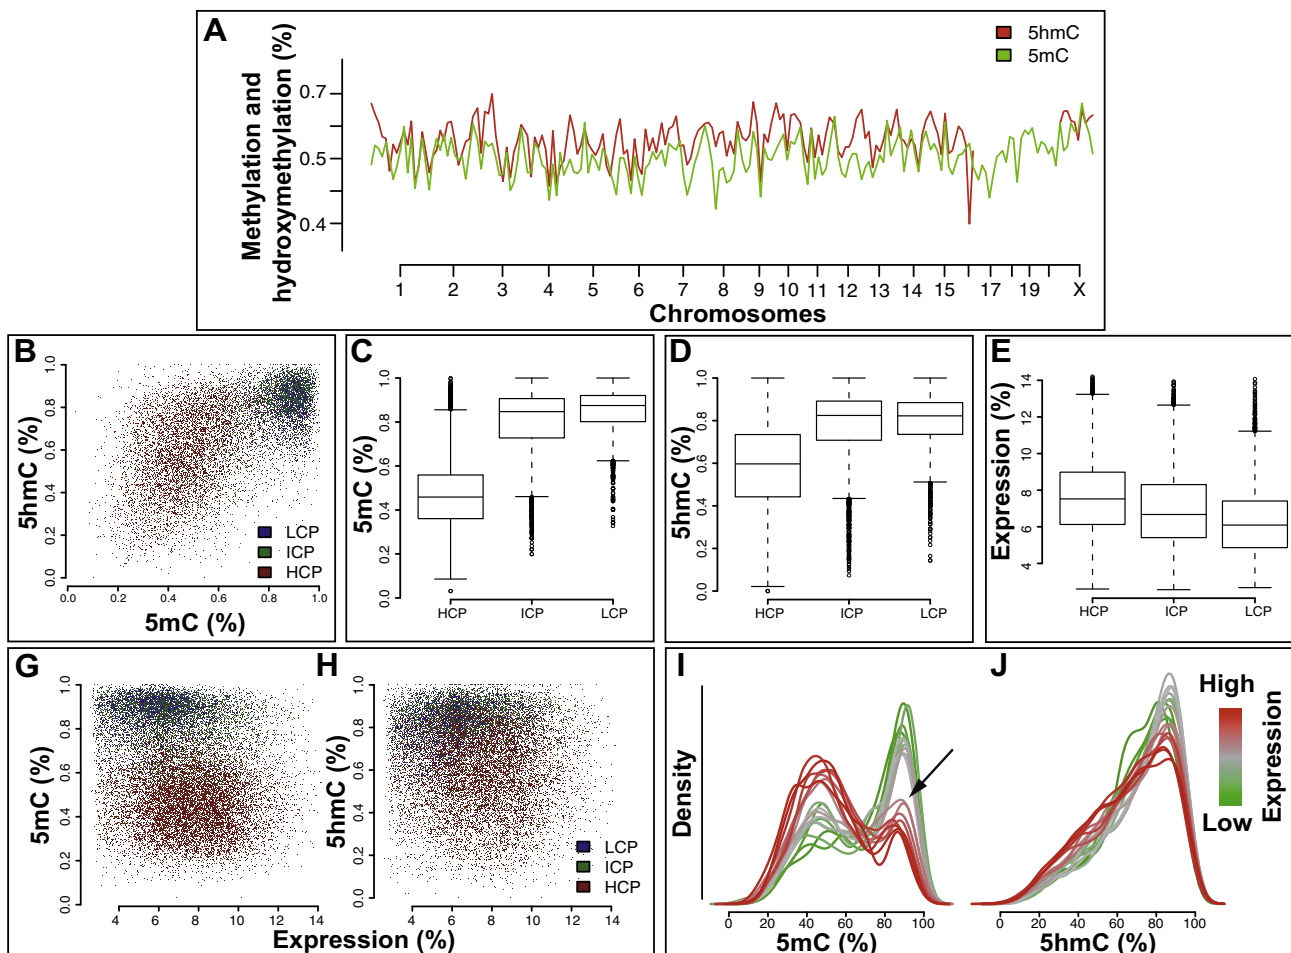 A
5hmC
5mC
Methylation and
hydroxymethylation (%)
0.7
0.5
0.4
1 2 3 4 5 6 7 8 9 10 11 12 13 14 15 17 19 X
Chromosomes
B
5hmC (%)
1.0
0.8
0.6
0.4
0.2
0.0
LCP
ICP
HCP
0.0 0.2 0.4 0.6 0.8 1.0
5mC (%)
C
5mC (%)
1.0
0.8
0.6
0.4
0.2
0.0
HCP ICP LCP
D
5hmC (%)
1.0
0.8
0.6
0.4
0.2
0.0
HCP ICP LCP
E
Expression (%)
14
12
10
8
6
4
HCP ICP LCP
G
5mC (%)
1.0
0.8
0.6
0.4
0.2
0.0
4 6 8 10 12 14
H
5hmC (%)
1.0
0.8
0.6
0.4
0.2
0.0
LCP
ICP
HCP
4 6 8 10 12 14
Expression (%)
I
Density
0 20 40 60 80 100
5mC (%)
J
High
Low
Expression
0 20 40 60 80 100
5hmC (%)